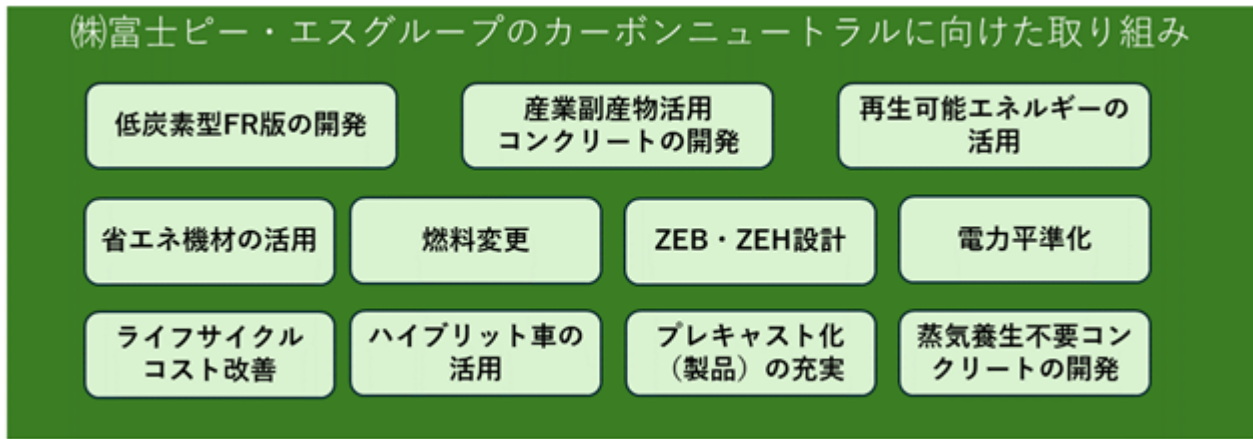 ㈱富士ピー・エスグループのカーボンニュートラルに向けた取り組み
低炭素型FR版の開発
産業副産物活用
コンクリートの開発
再生可能エネルギーの
活用
省エネ機材の活用
燃料変更
ZEB・ZEH設計
電力平準化
ライフサイクル
コスト改善
ハイブリット車の
活用
プレキャスト化
（製品）の充実
蒸気養生不要コン
クリートの開発